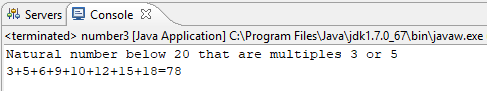 Servers Console
<terminated> number3 [Java Application] C:\Program Files\Java\jdk1.7.0_67\bin\javaw.exe
Natural number below 20 that are multiples 3 or 5
3+5+6+9+10+12+15+18=78